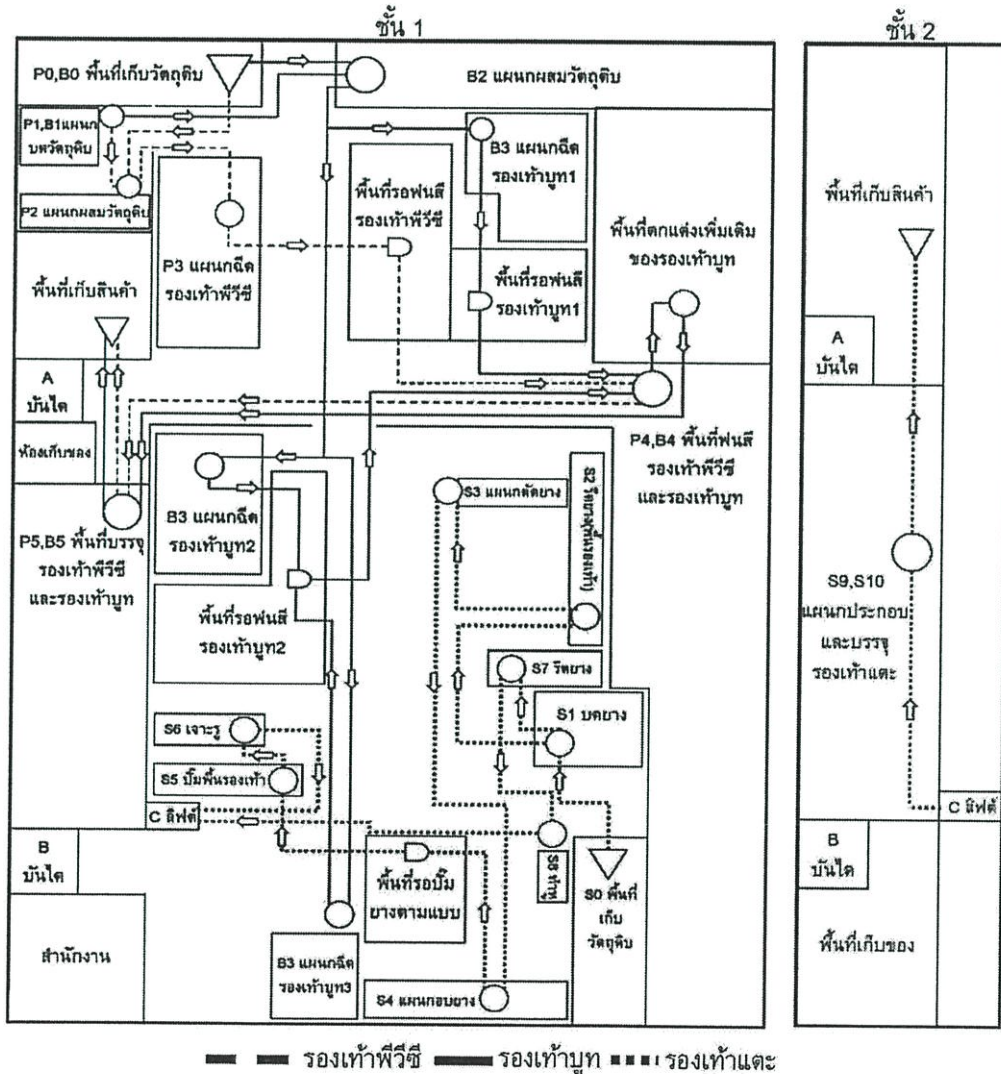 ชั้น 1
ชั้น 2
P0,B0 พื้นที่เก็บวัตถุดิบ
B2 แผนกผสมวัตถุดิบ
P1,B1แผนก
บดวัตถุดิบ
P2 แผนกผสมวัตถุดิบ
P3 แผนกฉีด
รองเท้าพีวีซี
พื้นที่รอพ่นสี
รองเท้าพีวีซี
B3 แผนกฉีด
รองเท้าบูท1
พื้นที่รอพ่นสี
รองเท้าบูท1
พื้นที่ตกแต่งเพิ่มเติม
ของรองเท้าบูท
พื้นที่เก็บสินค้า
A
บันได
ห้องเก็บของ
P5,B5 พื้นที่บรรจุ
รองเท้าพีวีซี
และรองเท้าบูท
B3 แผนกฉีด
รองเท้าบูท2
พื้นที่รอพ่นสี
รองเท้าบูท2
P4,B4 พื้นที่พ่นสี
รองเท้าพีวีซี
และรองเท้าบูท
S3 แผนกตัดยาง
S2 รีดยาง(พื้นรองเท้า)
S7 รีดยาง
S1 บดยาง
S6 เจาะรู
S5 ปั๊มพื้นรองเท้า
C ลิฟต์
B
บันได
สำนักงาน
พื้นที่รอปั๊ม
ยางตามแบบ
S8 ทำหู
S0 พื้นที่
เก็บ
วัตถุดิบ
B3 แผนกฉีด
รองเท้าบูท3
S4 แผนกอบยาง
พื้นที่เก็บสินค้า
A
บันได
S9,S10
แผนกประกอบ
และบรรจุ
รองเท้าแตะ
C ลิฟต์
B
บันได
พื้นที่เก็บของ
รองเท้าพีวีซี รองเท้าบูท รองเท้าแตะ